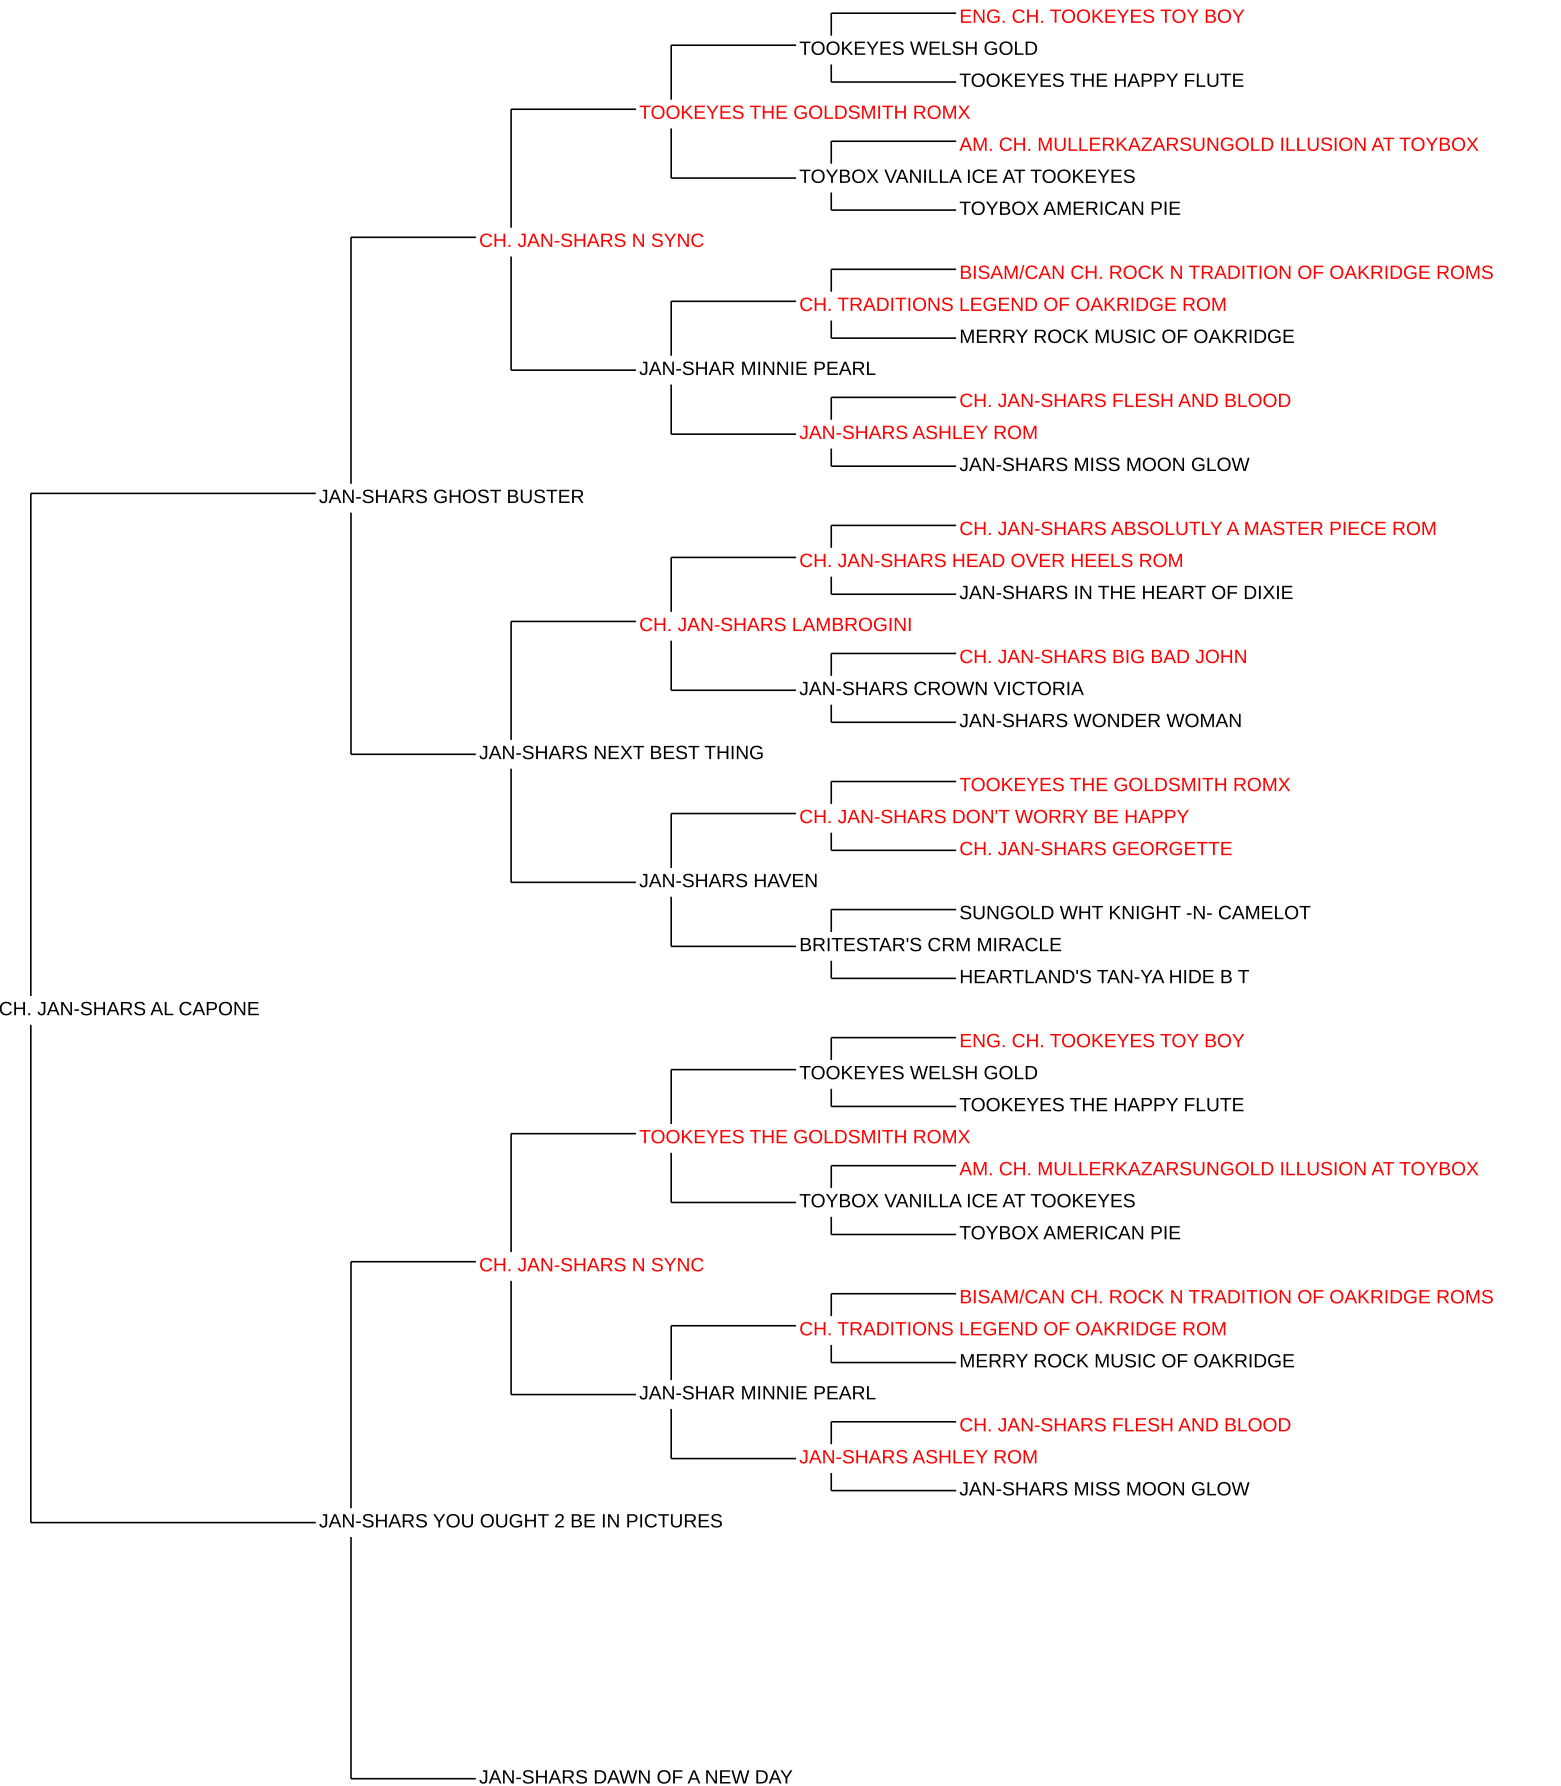 ENG. CH. TOOKEYES TOY BOY
TOOKEYES WELSH GOLD
TOOKEYES THE HAPPY FLUTE
TOOKEYES THE GOLDSMITH ROMX
AM. CH. MULLERKAZARSUNGOLD ILLUSION AT TOYBOX
TOYBOX VANILLA ICE AT TOOKEYES
TOYBOX AMERICAN PIE
CH. JAN-SHARS N SYNC
BISAM/CAN CH. ROCK N TRADITION OF OAKRIDGE ROMS
CH. TRADITIONS LEGEND OF OAKRIDGE ROM
MERRY ROCK MUSIC OF OAKRIDGE
JAN-SHAR MINNIE PEARL
CH. JAN-SHARS FLESH AND BLOOD
JAN-SHARS ASHLEY ROM
JAN-SHARS MISS MOON GLOW
JAN-SHARS GHOST BUSTER
CH. JAN-SHARS ABSOLUTLY A MASTER PIECE ROM
CH. JAN-SHARS HEAD OVER HEELS ROM
JAN-SHARS IN THE HEART OF DIXIE
CH. JAN-SHARS LAMBROGINI
CH. JAN-SHARS BIG BAD JOHN
JAN-SHARS CROWN VICTORIA
JAN-SHARS WONDER WOMAN
JAN-SHARS NEXT BEST THING
TOOKEYES THE GOLDSMITH ROMX
CH. JAN-SHARS DON'T WORRY BE HAPPY
CH. JAN-SHARS GEORGETTE
JAN-SHARS HAVEN
SUNGOLD WHT KNIGHT -N- CAMELOT
BRITESTAR'S CRM MIRACLE
HEARTLAND'S TAN-YA HIDE B T
CH. JAN-SHARS AL CAPONE
ENG. CH. TOOKEYES TOY BOY
TOOKEYES WELSH GOLD
TOOKEYES THE HAPPY FLUTE
TOOKEYES THE GOLDSMITH ROMX
AM. CH. MULLERKAZARSUNGOLD ILLUSION AT TOYBOX
TOYBOX VANILLA ICE AT TOOKEYES
TOYBOX AMERICAN PIE
CH. JAN-SHARS N SYNC
BISAM/CAN CH. ROCK N TRADITION OF OAKRIDGE ROMS
CH. TRADITIONS LEGEND OF OAKRIDGE ROM
MERRY ROCK MUSIC OF OAKRIDGE
JAN-SHAR MINNIE PEARL
CH. JAN-SHARS FLESH AND BLOOD
JAN-SHARS ASHLEY ROM
JAN-SHARS MISS MOON GLOW
JAN-SHARS YOU OUGHT 2 BE IN PICTURES
JAN-SHARS DAWN OF A NEW DAY